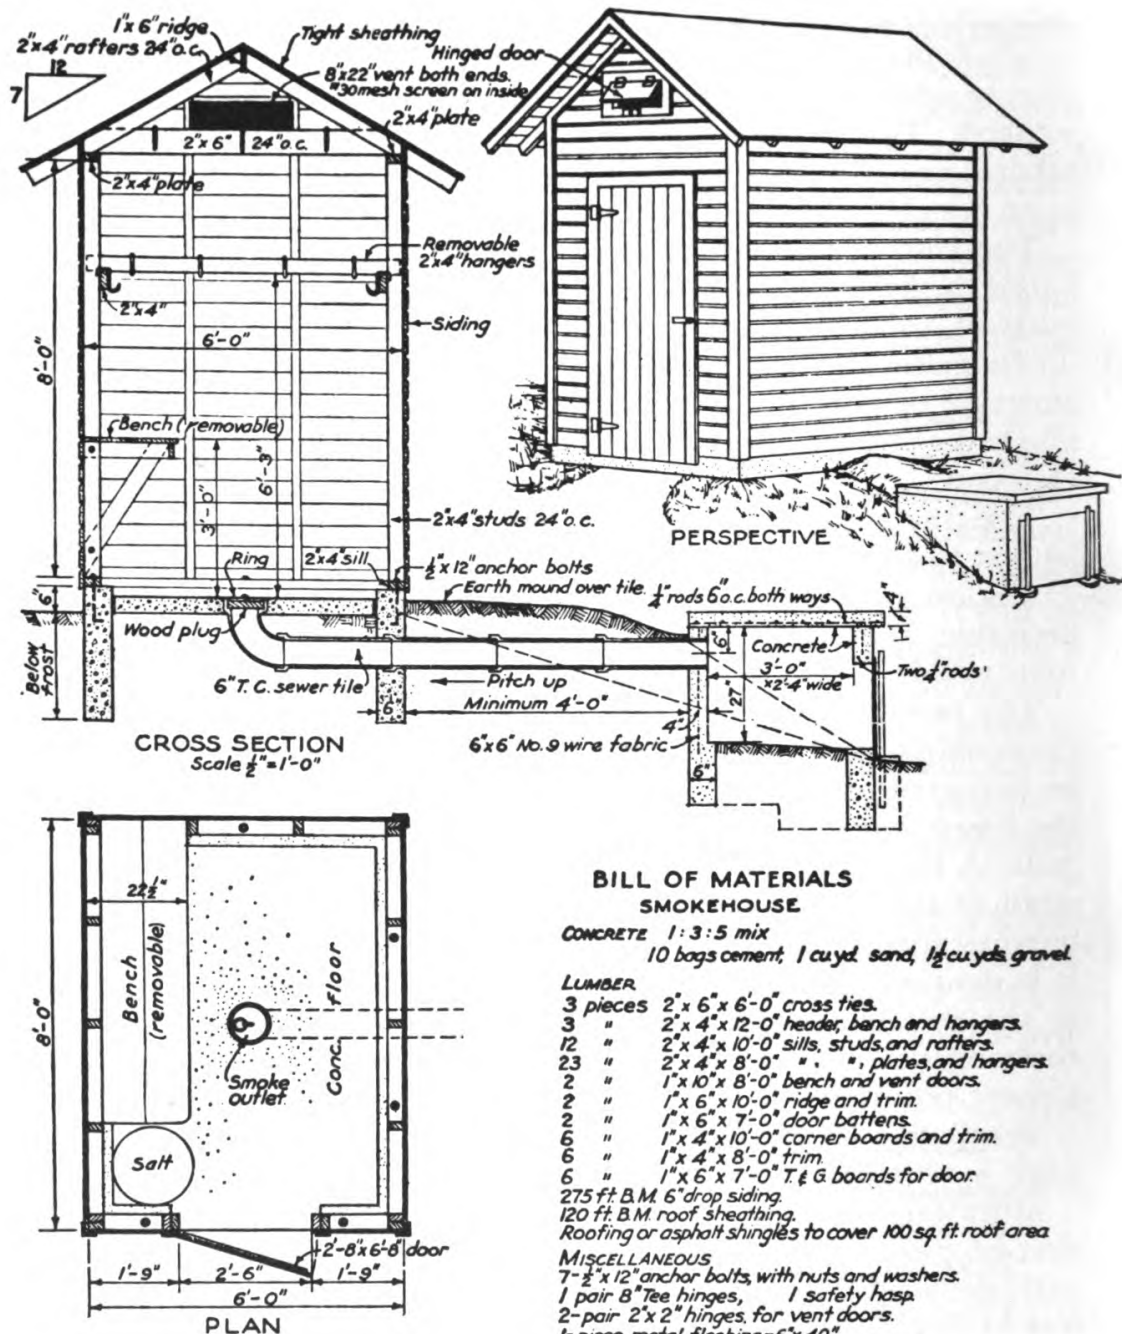 1"x 6" ridge
2"x4" rafters 24"o.c.
12
7
Tight sheathing
8"x22" vent both ends.
#30 mesh screen on inside
2"x4" plate
2"x6" 24"o.c.
2"x4" plate
Removable
2"x4" hangers
2"x4"
Siding
6'-0"
8'-0"
Bench (removable)
6'-3"
3'-0"
2"x4" studs 24"o.c.
Ring
2"x4" sill
½"x 12" anchor bolts
6"
Earth mound over tile.
Wood plug
Below
frost
6" T. C. sewer tile
Pitch up
6"
Minimum 4'-0"
CROSS SECTION
Scale ½"=1'-0"
Hinged door
PERSPECTIVE
¼" rods 6" o.c. both ways
4"
6"
Concrete
3'-0"
x2'-4" wide
Two ¼" rods
27"
4"
6"x6" No. 9 wire fabric
6"
8'-0"
22½"
Bench
(removable)
Conc. floor
Smoke
outlet
Salt
2'-8"x6'-8" door
1'-9" 2'-6" 1'-9"
6'-0"
PLAN
BILL OF MATERIALS
SMOKEHOUSE
CONCRETE 1:3:5 mix
10 bags cement, 1 cu.yd. sand, 1½ cu.yds. gravel
LUMBER
3 pieces 2"x 6"x 6'-0" cross ties.
3 " 2"x 4"x 12'-0" header, bench and hangers.
12 " 2"x 4"x 10'-0" sills, studs, and rafters.
23 " 2"x 4"x 8'-0" " , " , plates, and hangers.
2 " 1"x 10"x 8'-0" bench and vent doors.
2 " 1"x 6"x 10'-0" ridge and trim.
2 " 1"x 6"x 7'-0" door battens.
6 " 1"x 4"x 10'-0" corner boards and trim.
6 " 1"x 4"x 8'-0" trim
6 " 1"x 6"x 7'-0" T. & G. boards for door.
275 ft. B.M. 6" drop siding.
120 ft. B.M. roof sheathing.
Roofing or asphalt shingles to cover 100 sq. ft. roof area
MISCELLANEOUS
7-½"x 12" anchor bolts, with nuts and washers.
1 pair 8" Tee hinges, 1 safety hasp.
2-pair 2"x 2" hinges, for vent doors.
1-piece metal flashing-6"x 40"